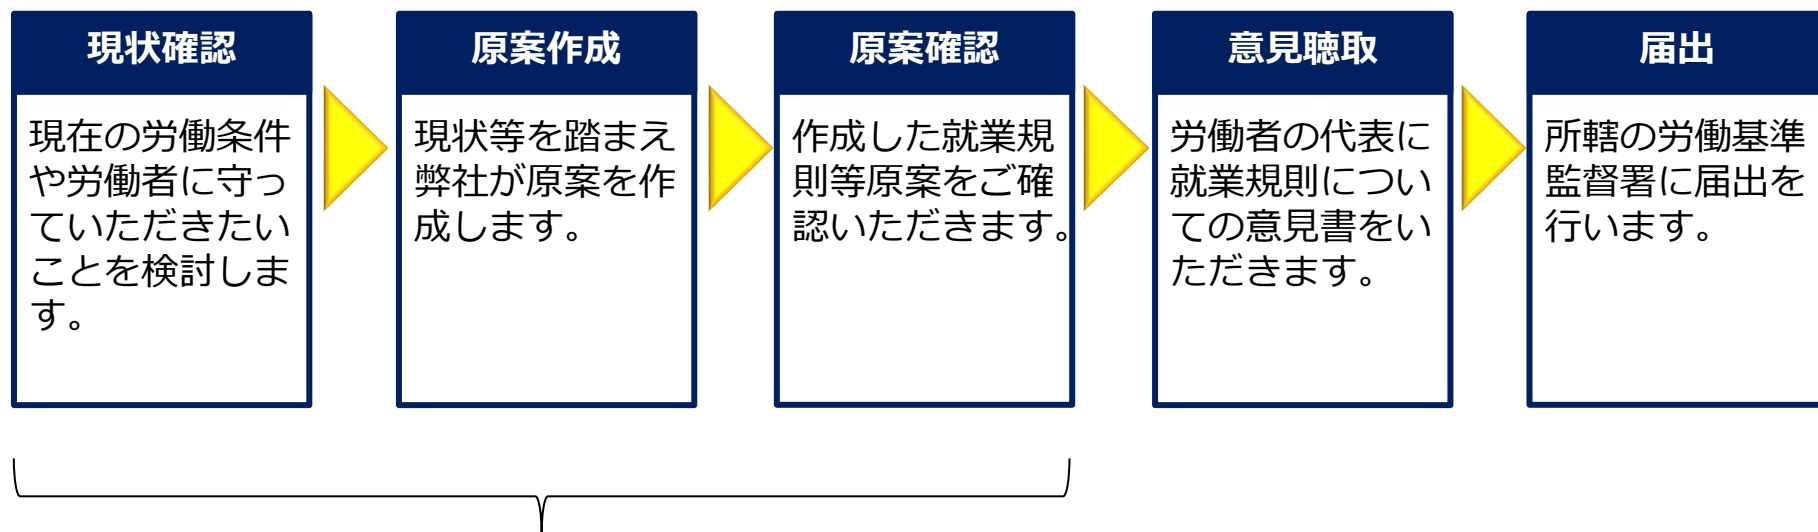 現状確認
現在の労働条件
や労働者に守っ
ていただきたい
ことを検討しま
す。
原案作成
現状等を踏まえ
弊社が原案を作
成します。
原案確認
作成した就業規
則等原案をご確
認いただきます。
意見聴取
労働者の代表に
就業規則につい
ての意見書をい
ただきます。
届出
所轄の労働基準
監督署に届出を
行います。